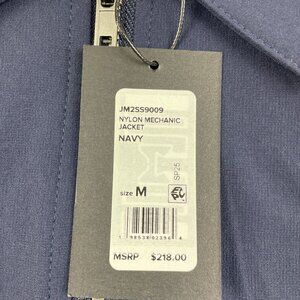 JM2SS9009
NYLON MECHANIC
JACKET
NAVY
SP25
size M
MSRP $218.00